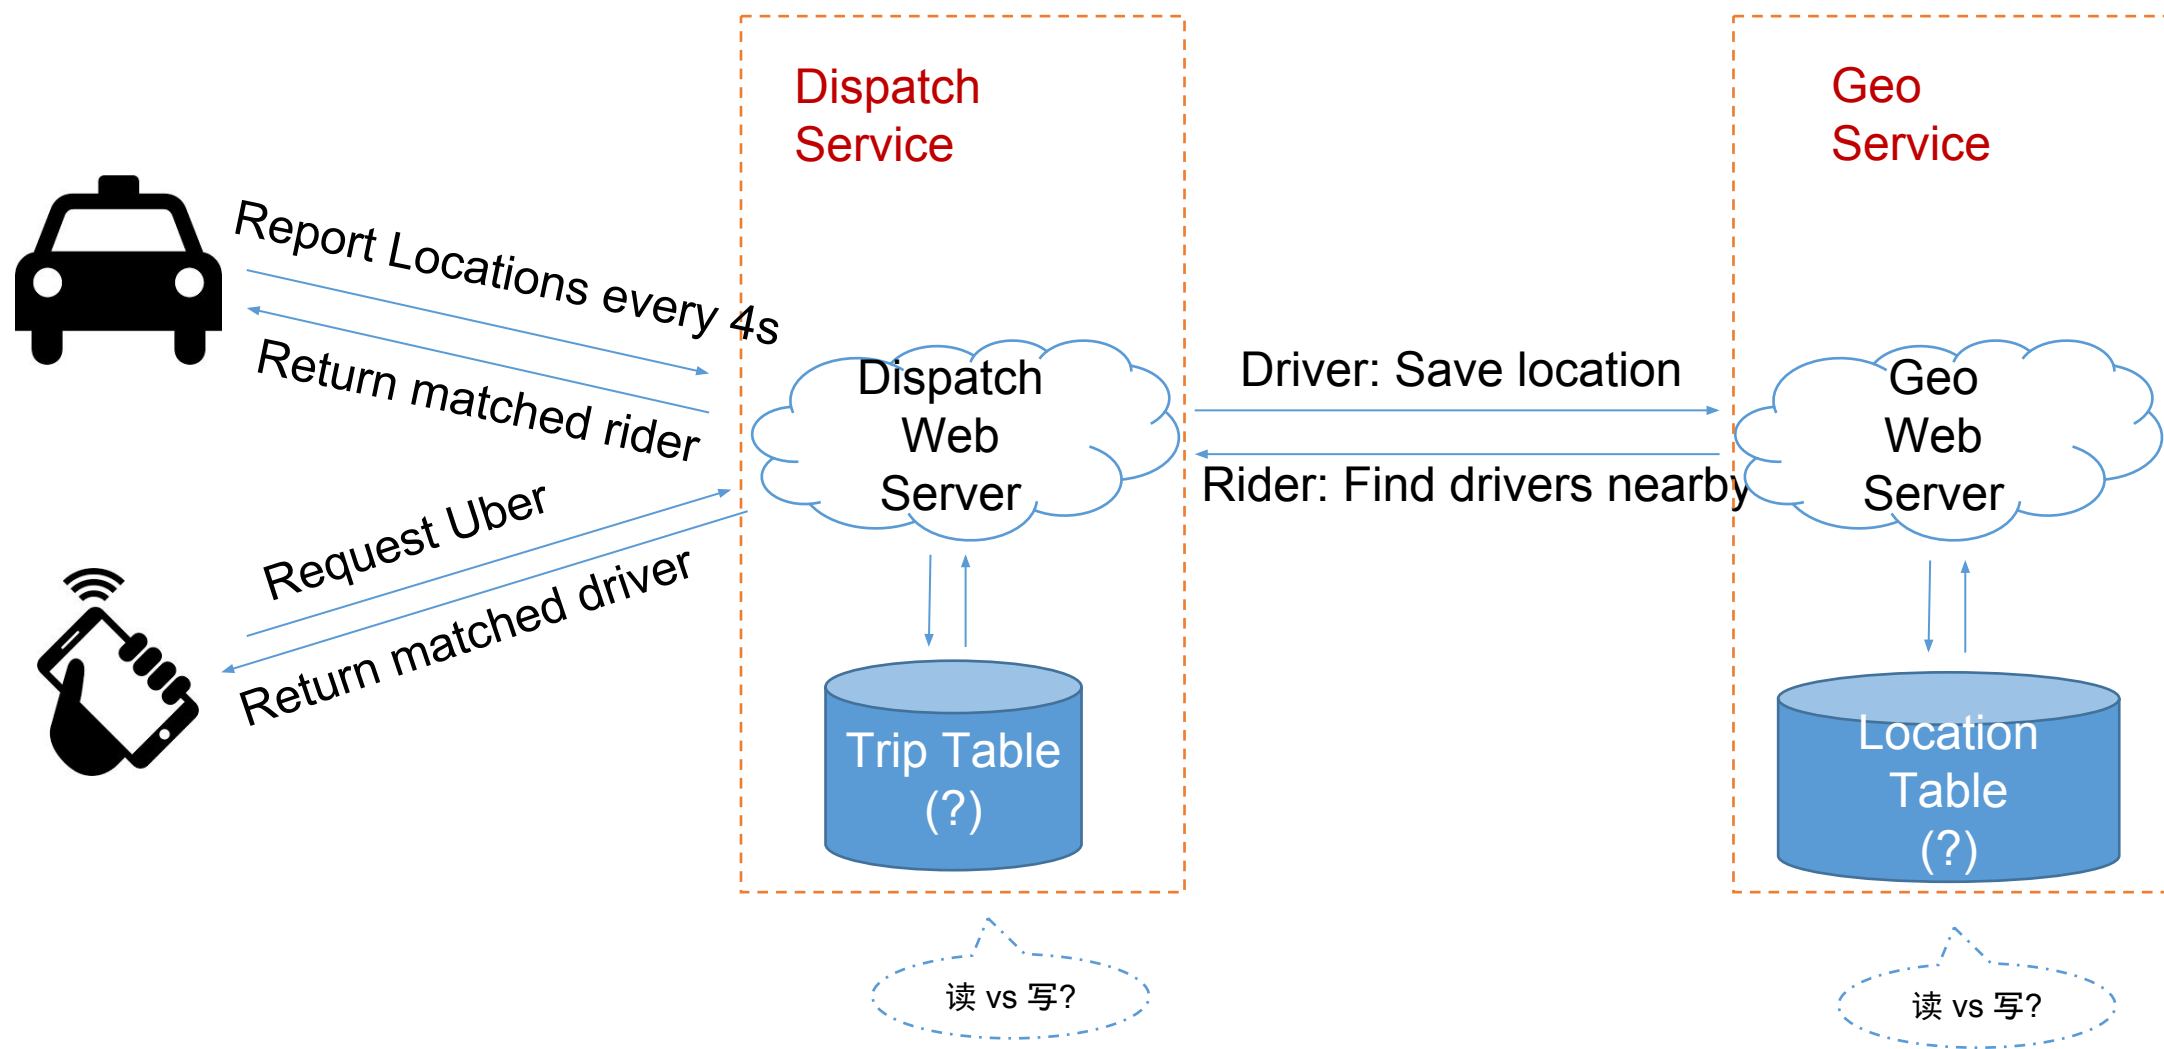 Dispatch
Service
Geo
Service
Report Locations every 4s
Return matched rider
Request Uber
Return matched driver
Dispatch
Web
Server
Driver: Save location
Rider: Find drivers nearby
Geo
Web
Server
Trip Table
(?)
Location
Table
(?)
读 vs 写?
读 vs 写?